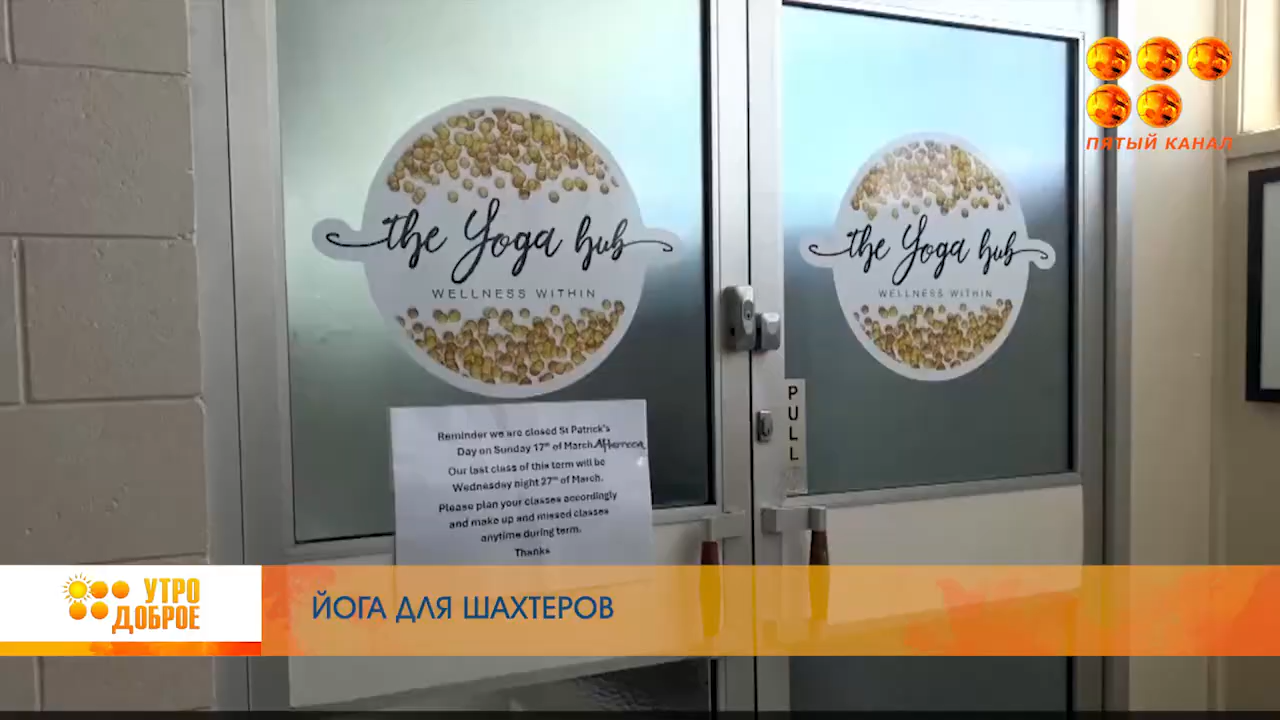 ПЯТЫЙ КАНАЛ
the Yoga hub
WELLNESS WITHIN
the Yoga hub
WELLNESS WITHIN
PULL
Reminder we are closed St Patrick's
Day on Sunday 17th of March Afternoon
Our last class of this term will be
Wednesday night 27th of March.
Please plan your classes accordingly
and make up and missed classes
anytime during term.
Thanks
УТРО
ДОБРОЕ
ЙОГА ДЛЯ ШАХТЕРОВ